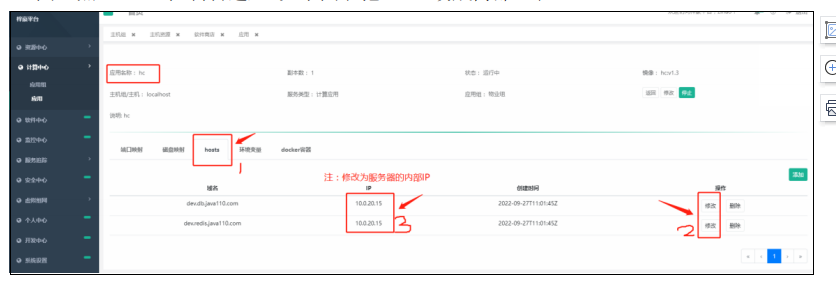 梓豪平台
首页
主机组 × 主机资源 × 软件商店 × 应用 ×
资源中心
计算中心
应用组
应用
软件中心
监控中心
服务追踪
安全中心
虚拟组网
个人中心
开发中心
系统设置
应用名称： hc
副本数： 1
状态： 运行中
镜像： hc:v1.3
主机组/主机： localhost
服务类型： 计算应用
应用组： 物业组
返回 修改 停止
说明: hc
端口映射 磁盘映射 hosts 环境变量 docker容器
1
注：修改为服务器的内部IP
添加
域名 IP 创建时间 操作
dev.db.java110.com 10.0.20.15 2022-09-27T11:01:45Z 修改 删除
dev.redis.java110.com 10.0.20.15 2022-09-27T11:01:45Z 修改 删除
3
2
« ‹ 1 › »